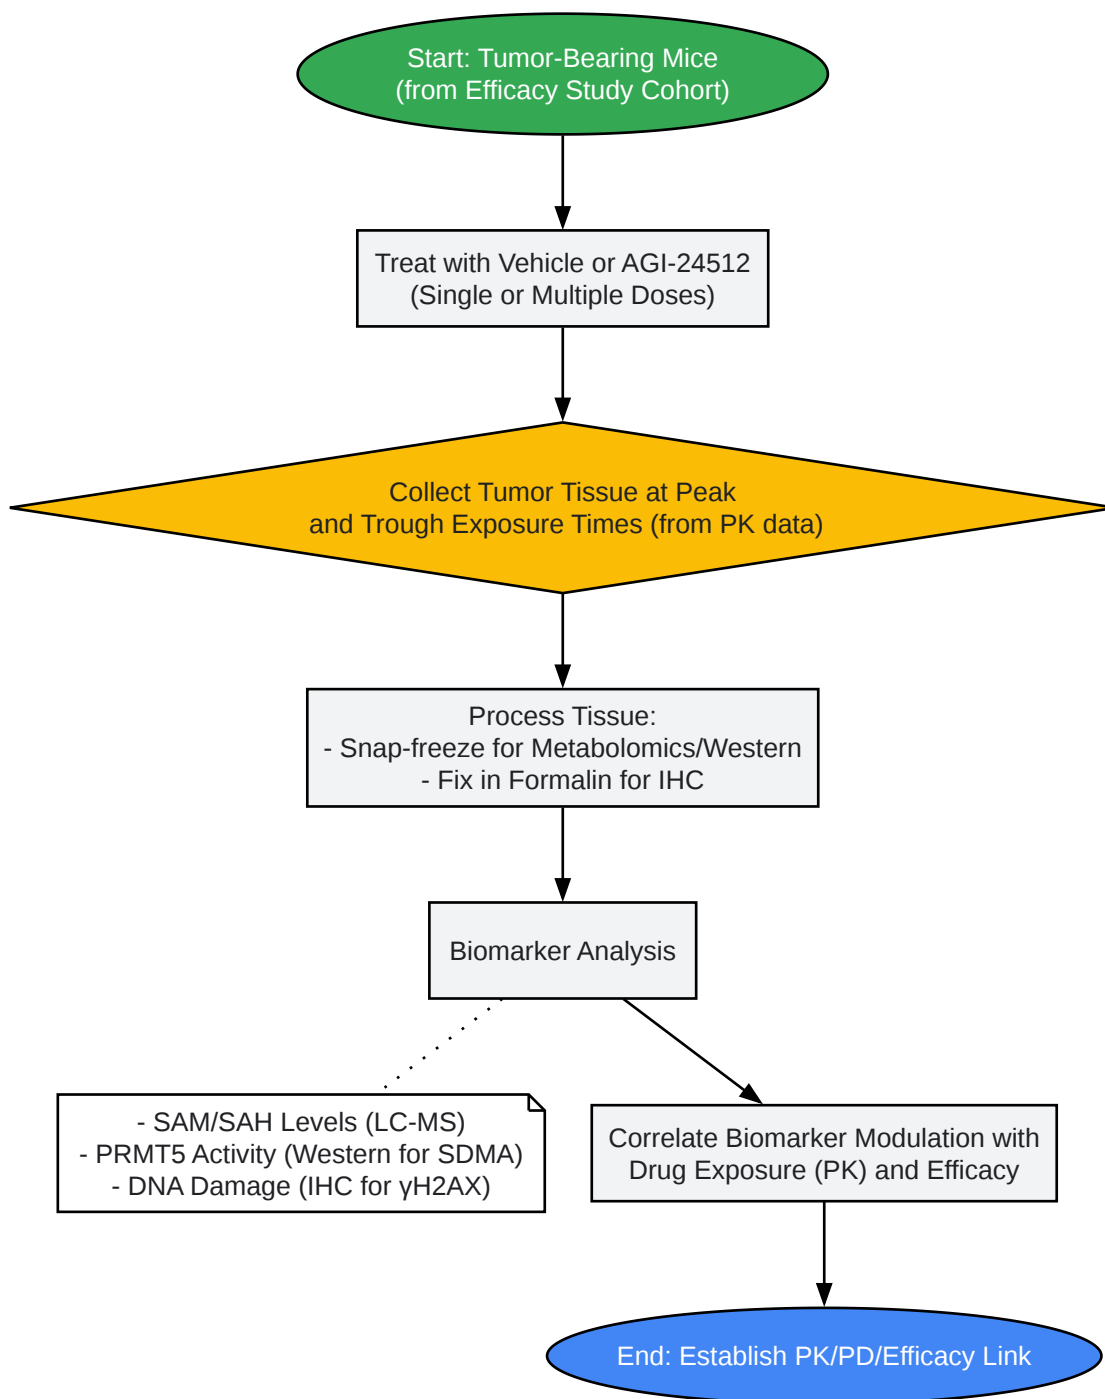 Start: Tumor-Bearing Mice
(from Efficacy Study Cohort)
Treat with Vehicle or AGI-24512
(Single or Multiple Doses)
Collect Tumor Tissue at Peak
and Trough Exposure Times (from PK data)
Process Tissue:
- Snap-freeze for Metabolomics/Western
- Fix in Formalin for IHC
Biomarker Analysis
- SAM/SAH Levels (LC-MS)
- PRMT5 Activity (Western for SDMA)
- DNA Damage (IHC for γH2AX)
Correlate Biomarker Modulation with
Drug Exposure (PK) and Efficacy
End: Establish PK/PD/Efficacy Link